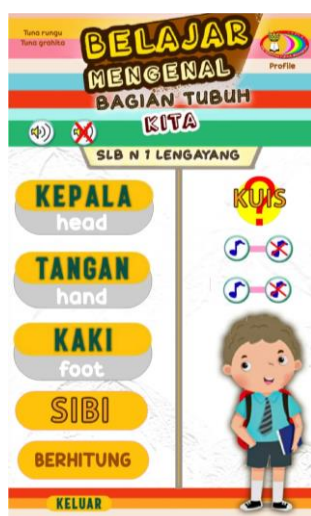 Tuna rungu
Tuna grahika
BELAJAR
MENGENAL
BAGIAN TUBUH
KITA
Profile
SLB N 1 LENGAYANG
KEPALA
head
TANGAN
hand
KAKI
foot
SIBI
BERHITUNG
KUIS
KELUAR